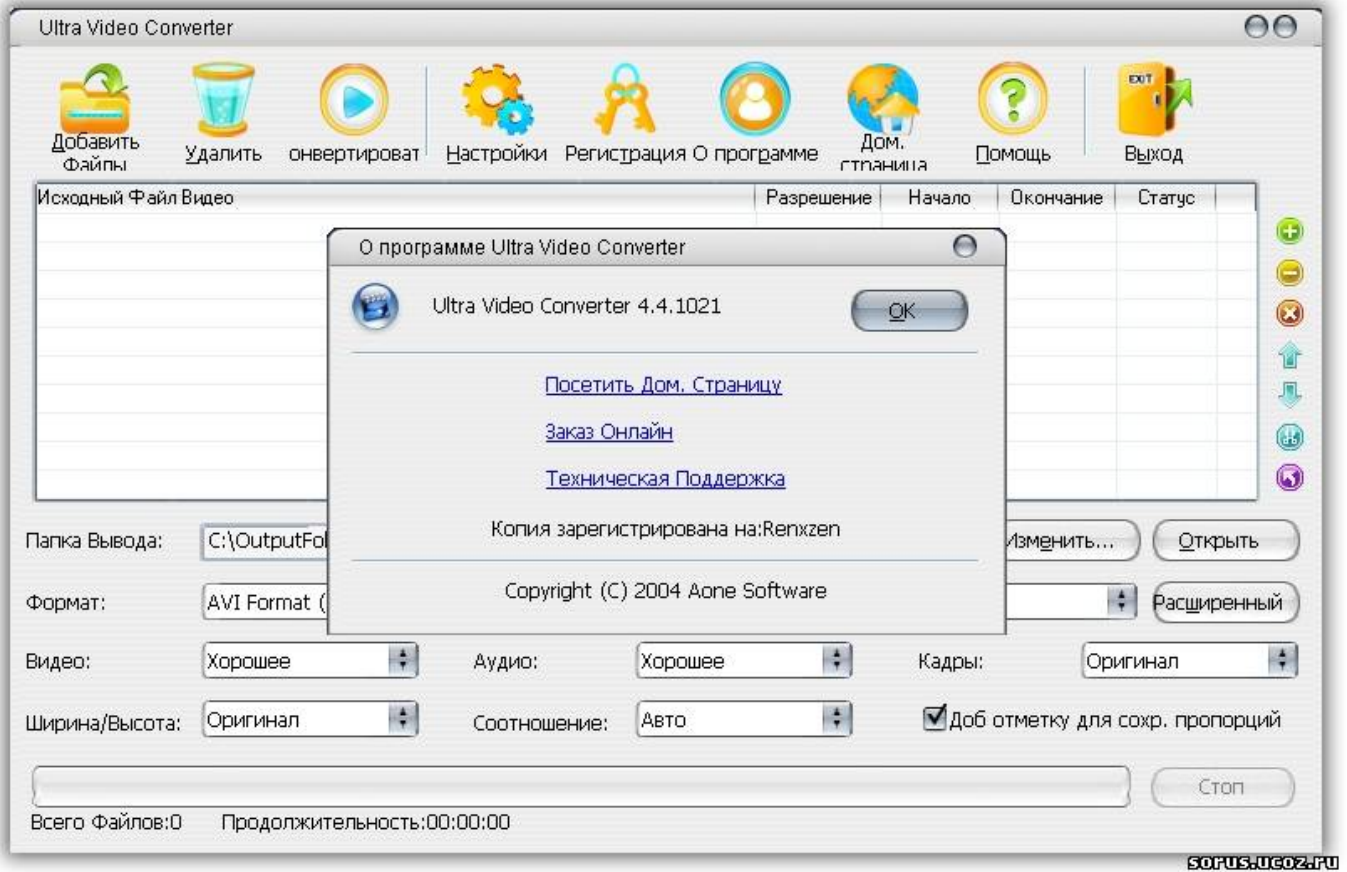 Ultra Video Converter
EXIT
Добавить
Файлы
Удалить
онвертироват
Настройки
Регистрация
О программе
Дом.
страница
Помощь
Выход
Исходный Файл Видео
Разрешение
Начало
Окончание
Статус
О программе Ultra Video Converter
Ultra Video Converter 4.4.1021
OK
Посетить Дом. Страницу
Заказ Онлайн
Техническая Поддержка
Копия зарегистрирована на:Renxzen
Copyright (C) 2004 Aone Software
Папка Вывода:
C:\OutputFol
Изменить...
Открыть
Формат:
AVI Format (
Расширенный
Видео:
Хорошее
Аудио:
Хорошее
Кадры:
Оригинал
Ширина/Высота:
Оригинал
Соотношение:
Авто
Доб отметку для сохр. пропорций
Стоп
Всего Файлов:0
Продолжительность:00:00:00
sorus.ucoz.ru